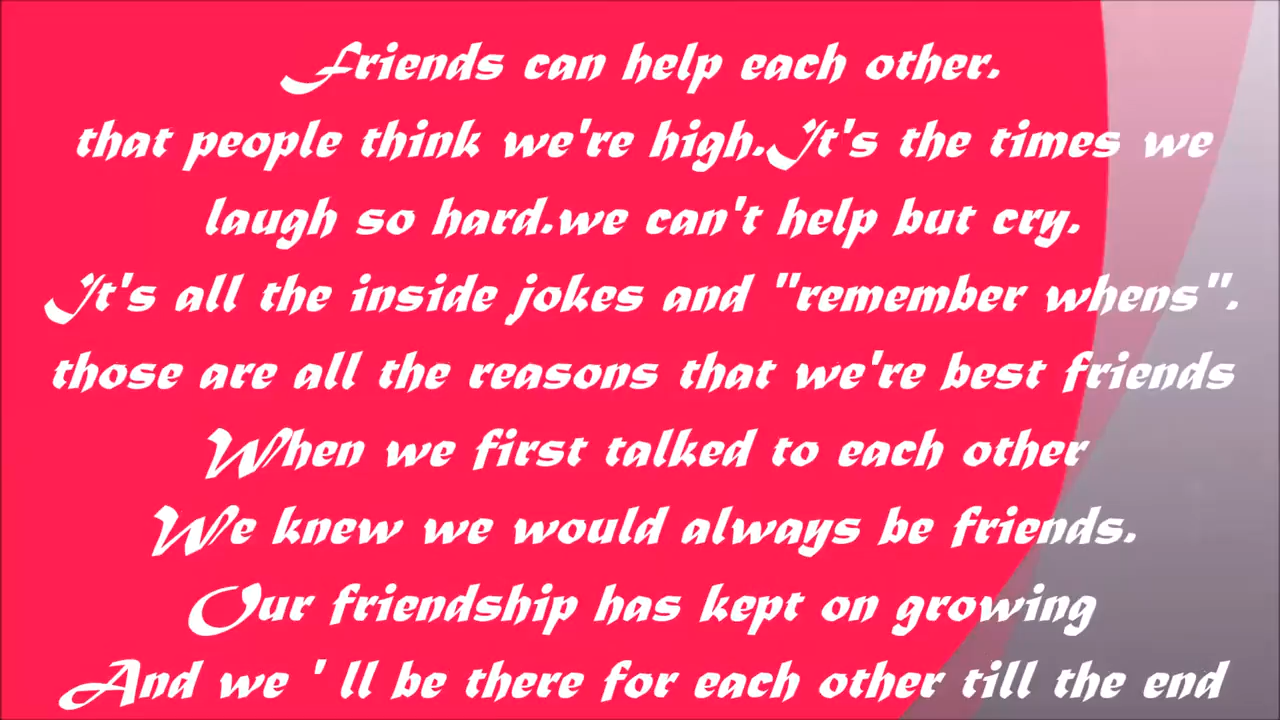 Friends can help each other.
that people think we're high.It's the times we
laugh so hard.we can't help but cry.
It's all the inside jokes and "remember whens".
those are all the reasons that we're best friends
When we first talked to each other
We knew we would always be friends.
Our friendship has kept on growing
And we ' ll be there for each other till the end